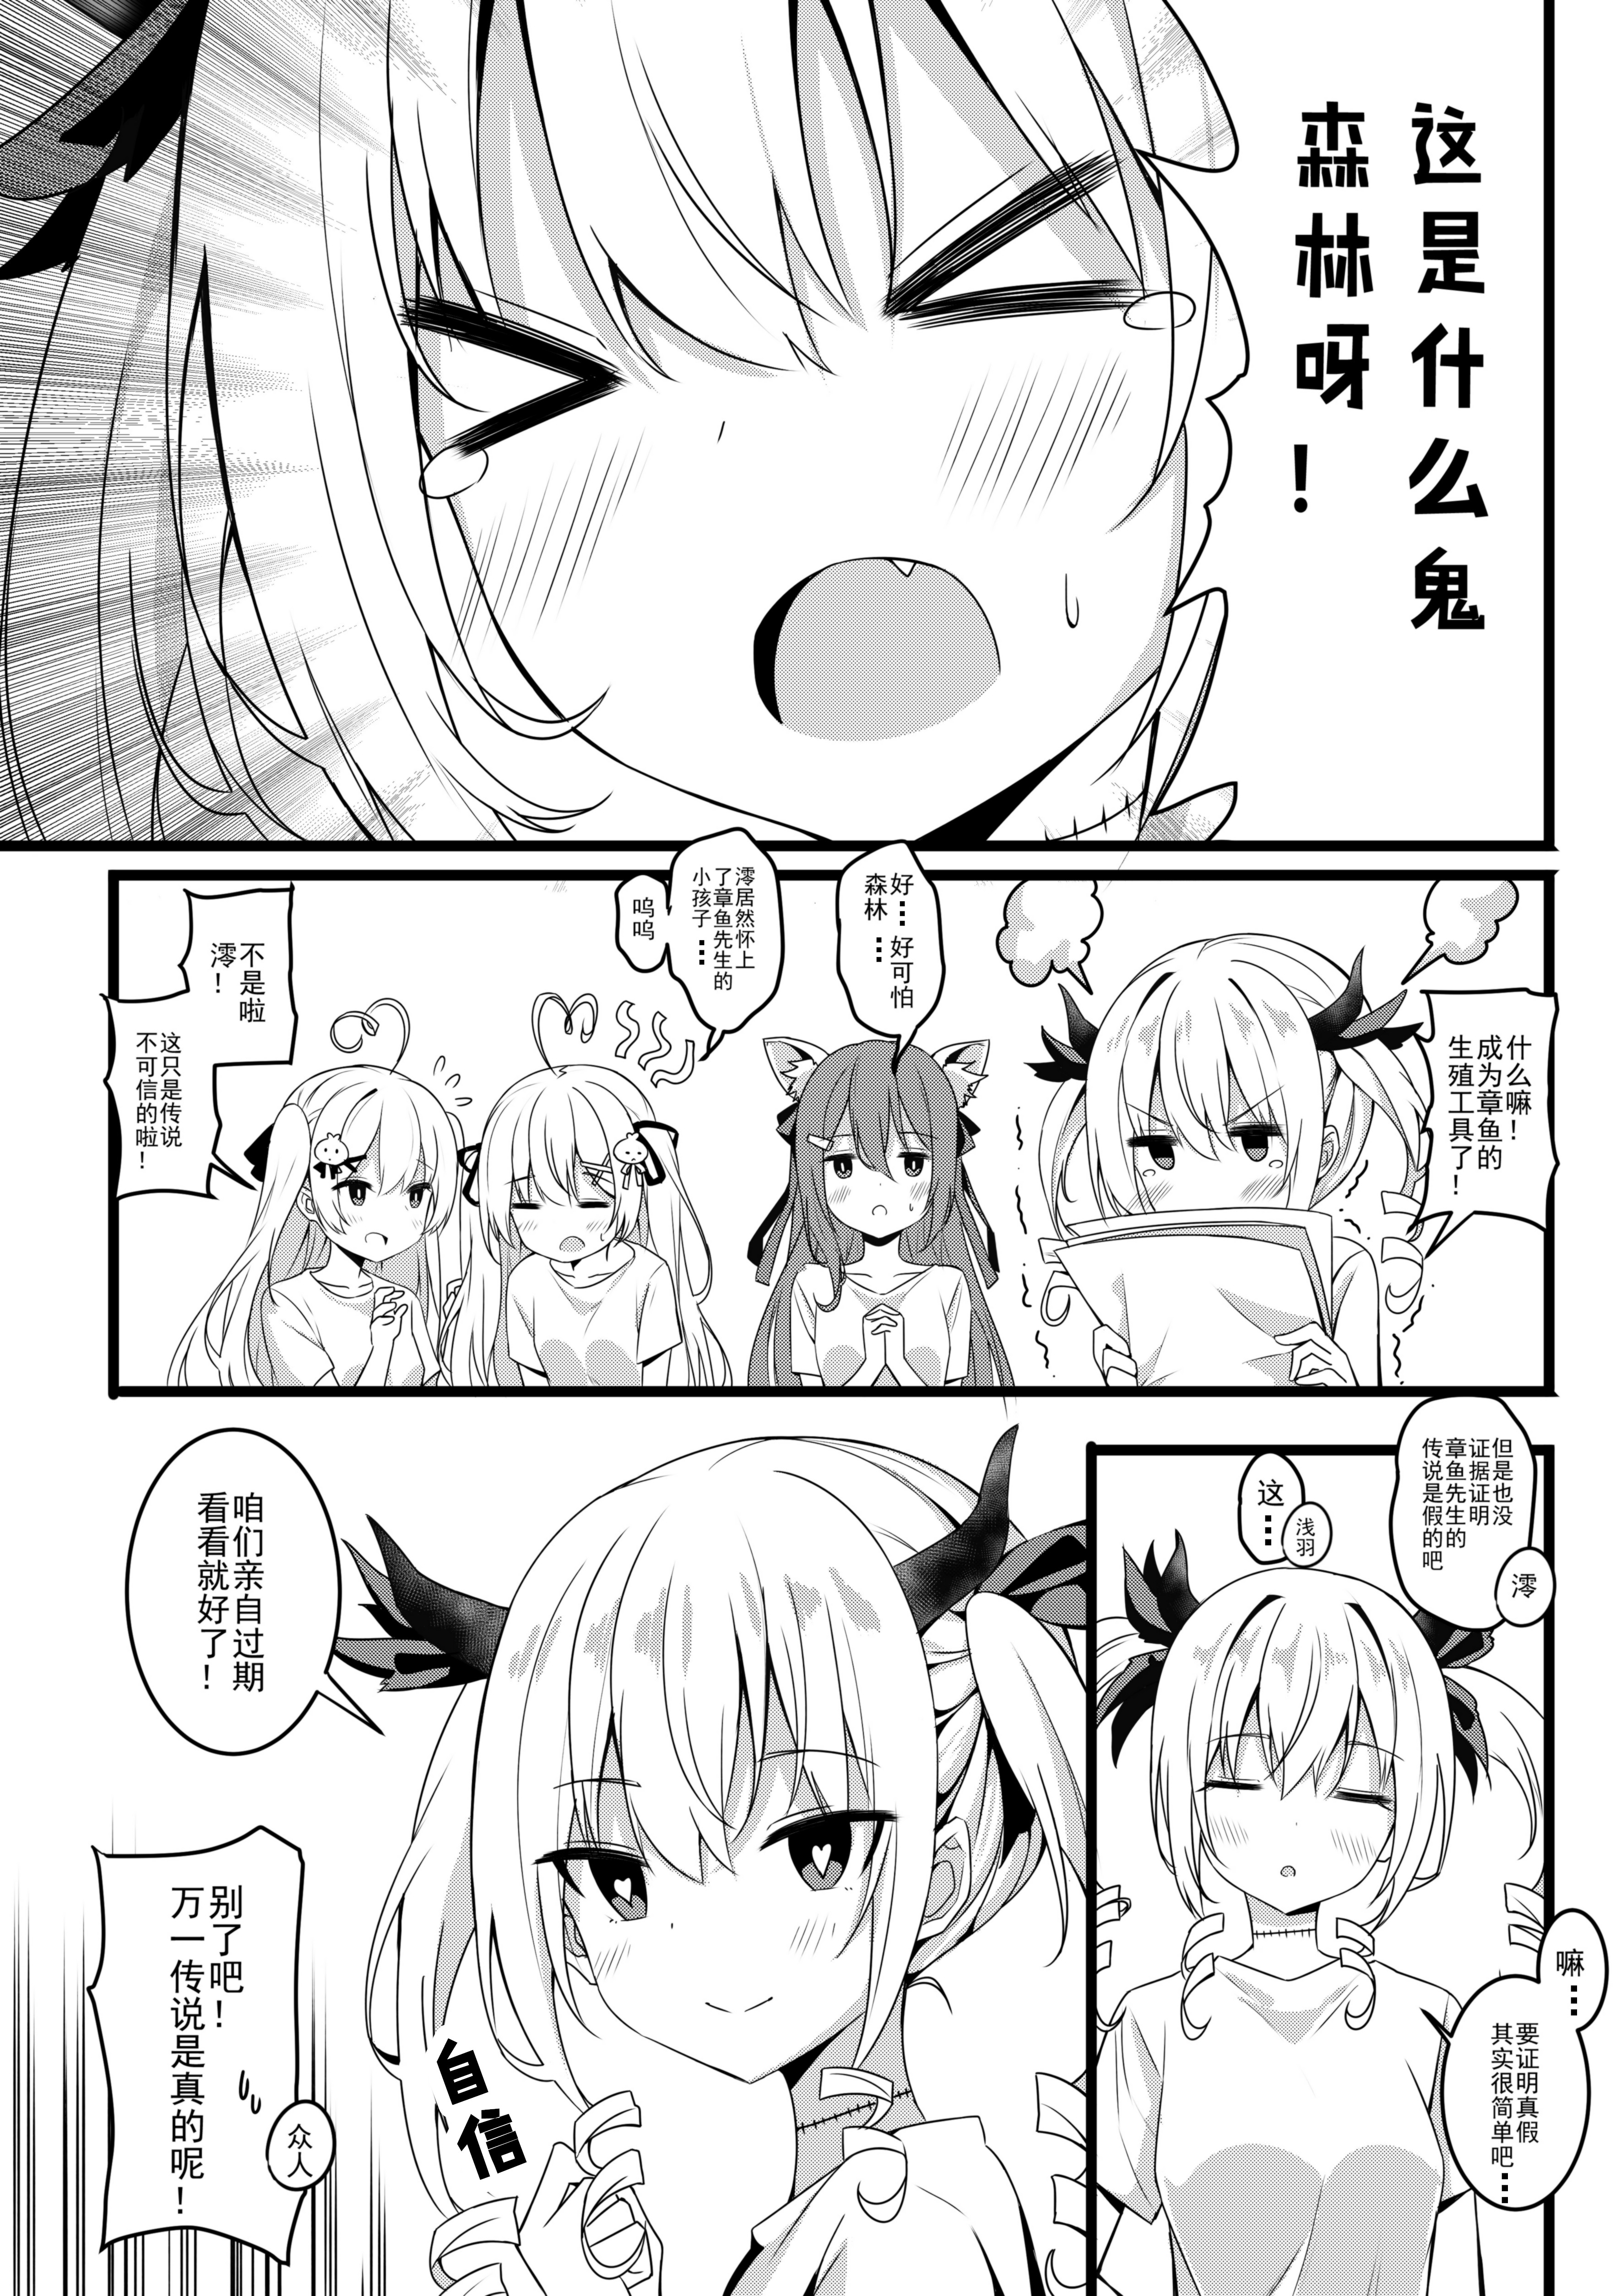 这是什么鬼
森林呀！
什么嘛！
成为章鱼的
生殖工具了！
好……好可怕
森林……
澪居然怀上
了章鱼先生的
小孩子……
呜呜
不是啦
澪！
这只是传说
不可信的啦！
但是也没
证据证明
章鱼先生的
传说是假的吧
澪
这……
浅羽
嘛……
要证明真假
其实很简单吧……
咱们亲自过期
看看就好了！
自信
别了吧！
万一传说是真的呢！
众人